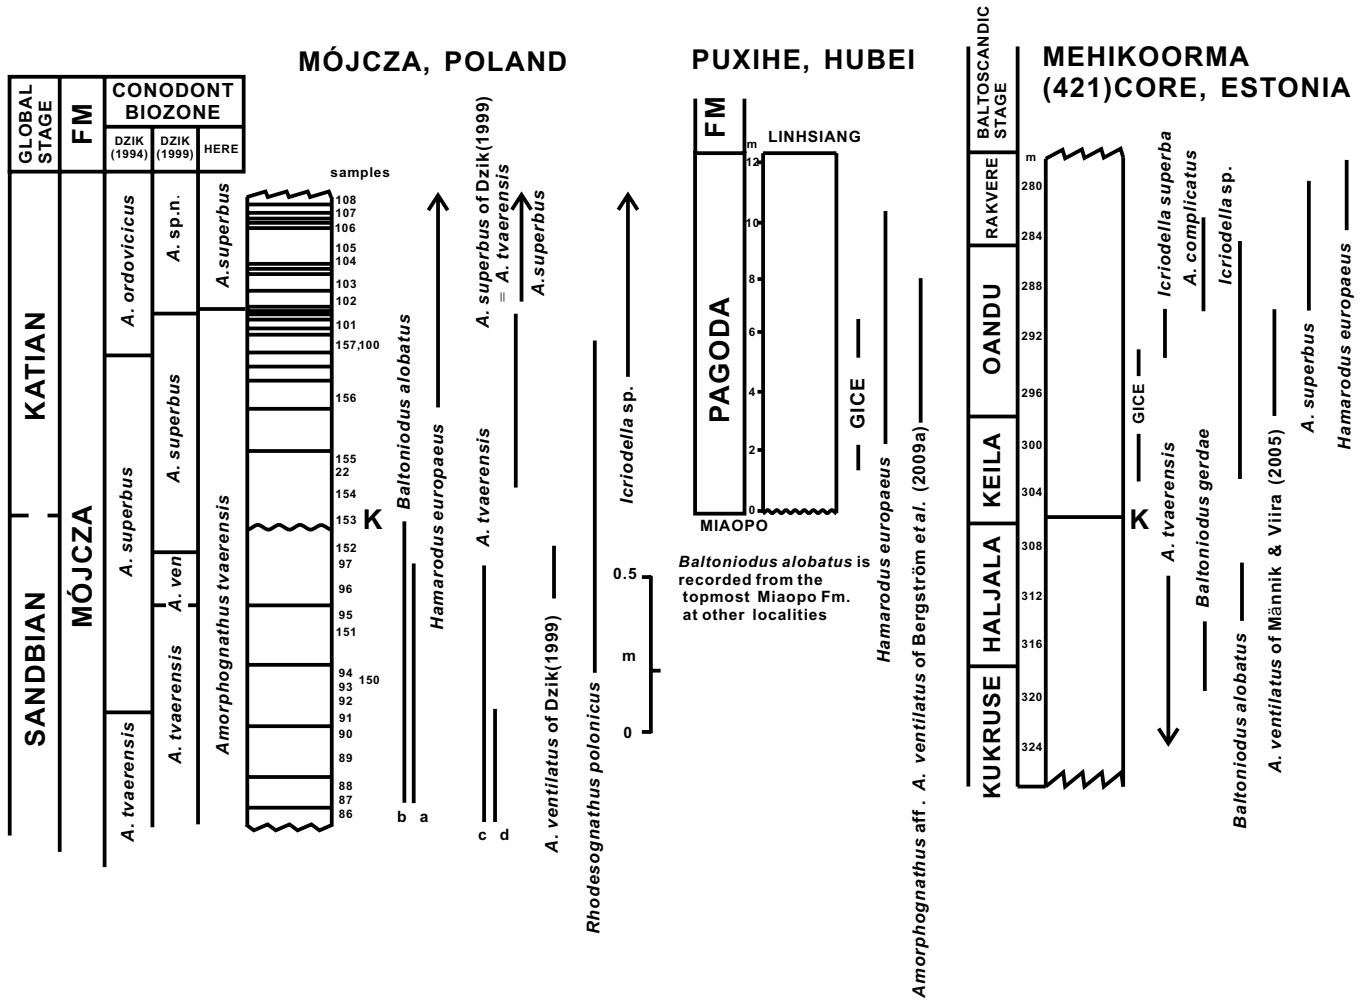 MÓJCZA, POLAND
GLOBAL
STAGE
FM
CONODONT
BIOZONE
DZIK
(1994)
DZIK
(1999)
HERE
KATIAN
SANDBIAN
MÓJCZA
A. ordovicicus
A. superbus
A. tvaerensis
A. sp.n.
A. superbus
A. ven
A. tvaerensis
A.superbus
Amorphognathus tvaerensis
samples
108
107
106
105
104
103
102
101
157,100
156
155
22
154
153
K
152
97
96
95
151
94
150
93
92
91
90
89
88
87
86
Baltoniodus alobatus
b
a
Hamarodus europaeus
A. tvaerensis
c
d
A. superbus of Dzik(1999)
= A. tvaerensis
A.superbus
A. ventilatus of Dzik(1999)
Rhodesognathus polonicus
Icriodella sp.
0.5
m
0
PUXIHE, HUBEI
FM
LINHSIANG
m
12
10
8
6
4
2
0
PAGODA
MIAOPO
GICE
Hamarodus europaeus
Amorphognathus aff. A. ventilatus of Bergström et al. (2009a)
Baltoniodus alobatus is
recorded from the
topmost Miaopo Fm.
at other localities
MEHIKOORMA
(421)CORE, ESTONIA
BALTOSCANDIC
STAGE
RAKVERE
OANDU
KEILA
HALJALA
KUKRUSE
m
280
284
288
292
296
300
304
308
312
316
320
324
K
GICE
Icriodella superba
A. tvaerensis
A. complicatus
Baltoniodus gerdae
Icriodella sp.
Baltoniodus alobatus
A. ventilatus of Männik & Viira (2005)
A. superbus
Hamarodus europaeus